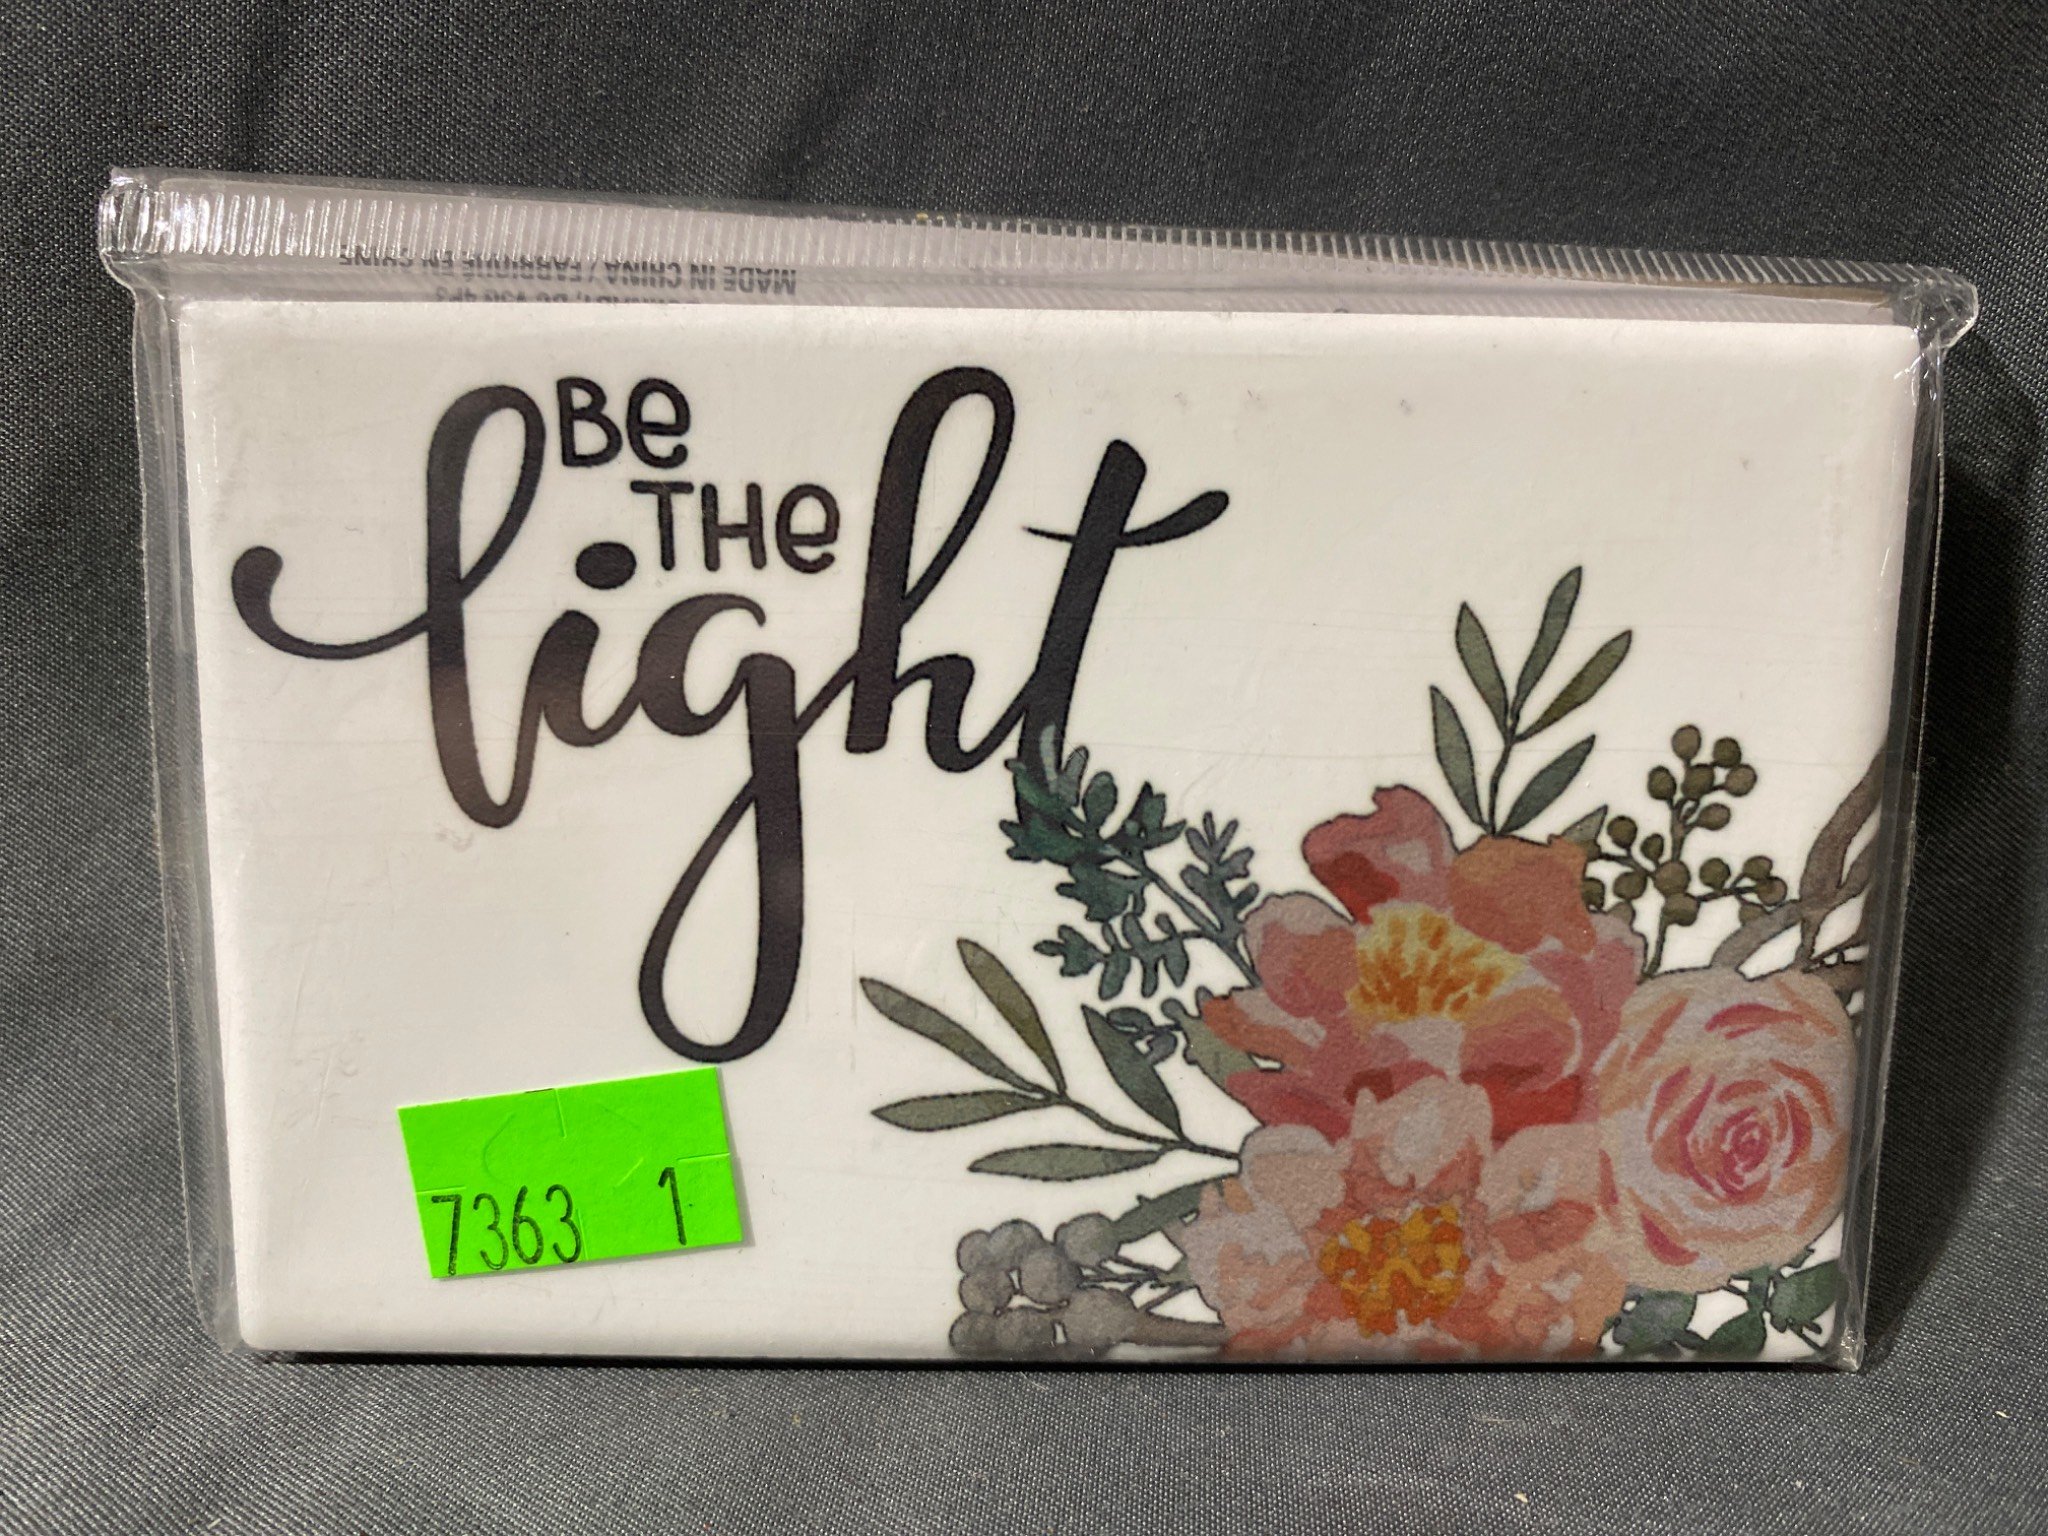 MADE IN CHINA / FABRIQUÉ EN CHINE
Be
THe
light
7363 1